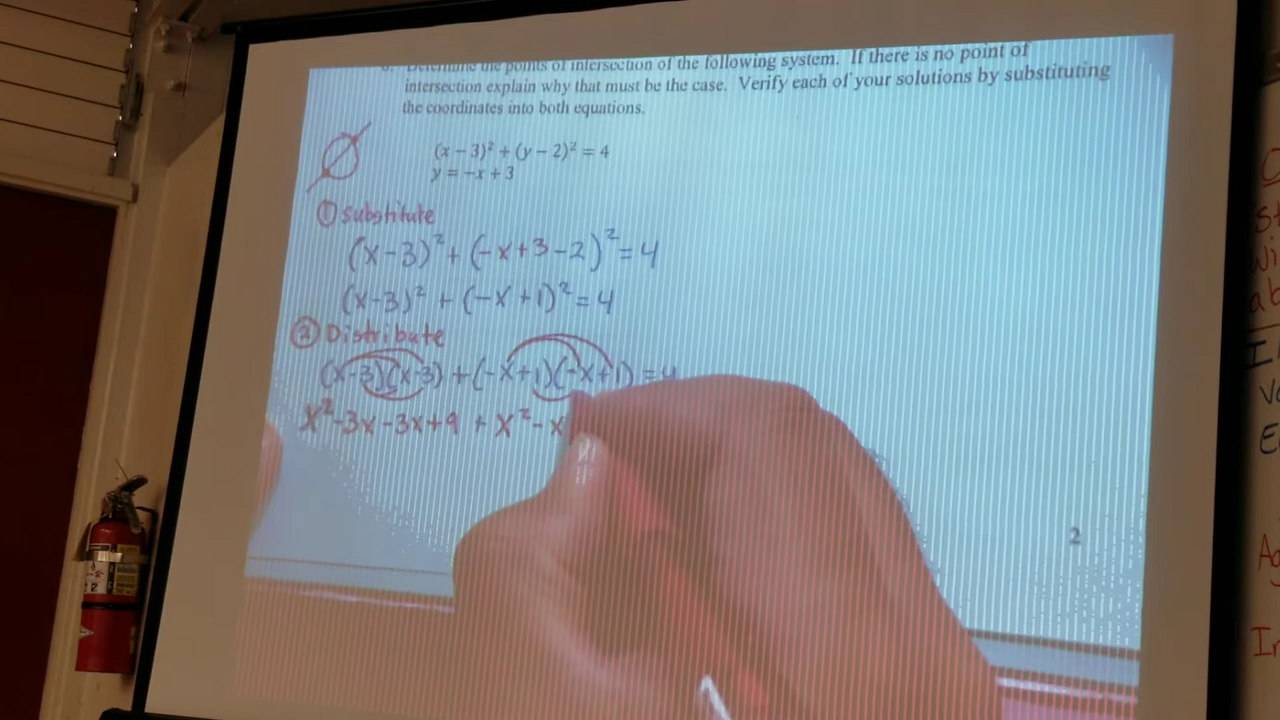 Determine the points of intersection of the following system. If there is no point of
intersection explain why that must be the case. Verify each of your solutions by substituting
the coordinates into both equations.
(x – 3)² + (y – 2)² = 4
y = –x + 3
① Substitute
(x-3)² + (-x+3-2)² = 4
(x-3)² + (-x+1)² = 4
② Distribute
(x-3)(x-3) + (-x+1)(-x+1) = 4
x²-3x-3x+9 + x²-x
2